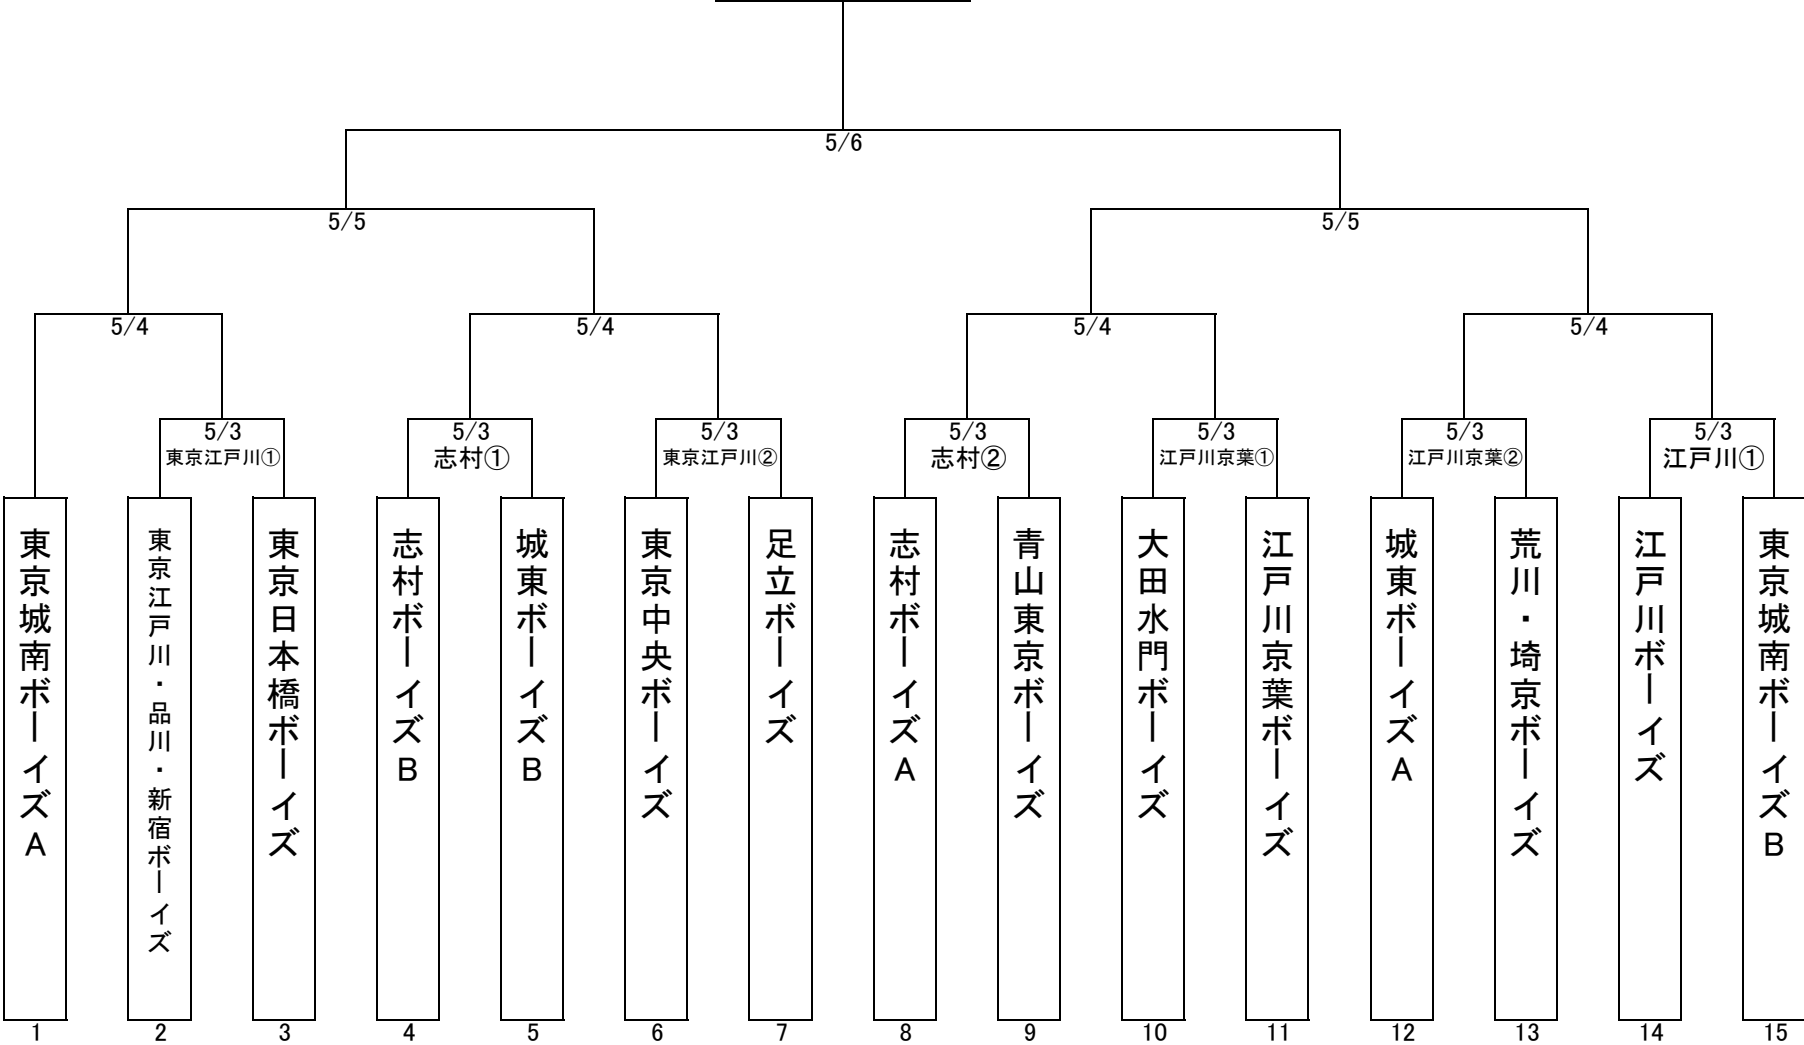 5/6
5/5
5/5
5/4
5/4
5/4
5/4
5/3
東京江戸川①
5/3
志村①
5/3
東京江戸川②
5/3
志村②
5/3
江戸川京葉①
5/3
江戸川京葉②
5/3
江戸川①
東京城南ボーイズA
東京江戸川・品川・新宿ボーイズ
東京日本橋ボーイズ
志村ボーイズB
城東ボーイズB
東京中央ボーイズ
足立ボーイズ
志村ボーイズA
青山東京ボーイズ
大田水門ボーイズ
江戸川京葉ボーイズ
城東ボーイズA
荒川・埼京ボーイズ
江戸川ボーイズ
東京城南ボーイズB
1
2
3
4
5
6
7
8
9
10
11
12
13
14
15